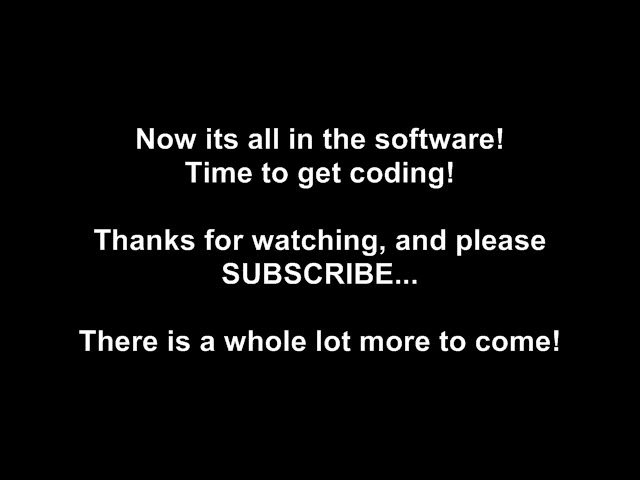 Now its all in the software!
Time to get coding!
Thanks for watching, and please
SUBSCRIBE...
There is a whole lot more to come!